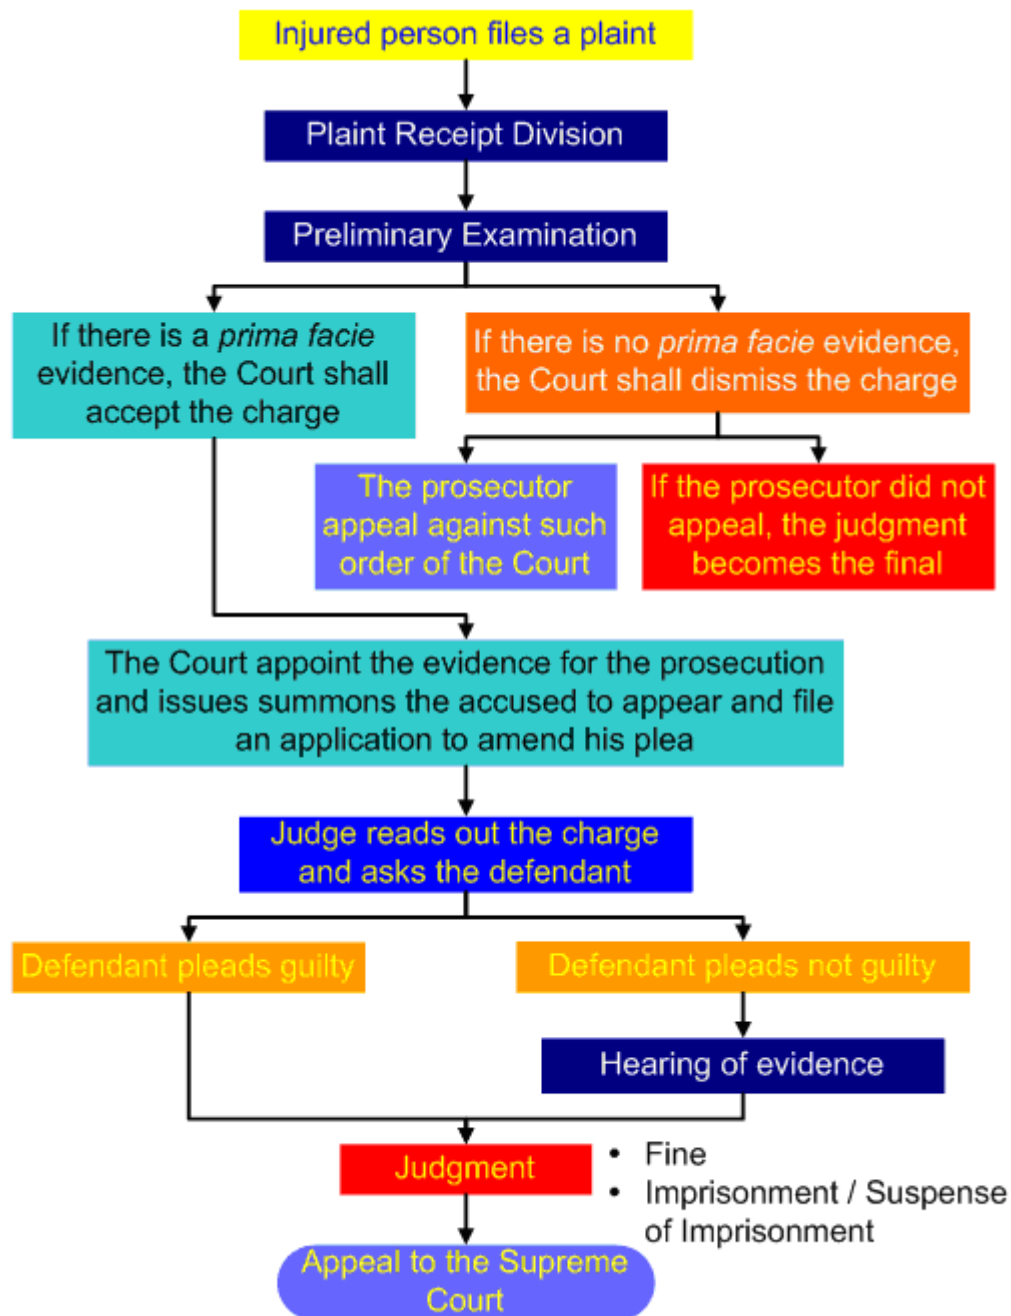 Injured person files a plaint
Plaint Receipt Division
Preliminary Examination
If there is a prima facie
evidence, the Court shall
accept the charge
If there is no prima facie evidence,
the Court shall dismiss the charge
The prosecutor
appeal against such
order of the Court
If the prosecutor did not
appeal, the judgment
becomes the final
The Court appoint the evidence for the prosecution
and issues summons the accused to appear and file
an application to amend his plea
Judge reads out the charge
and asks the defendant
Defendant pleads guilty
Defendant pleads not guilty
Hearing of evidence
Judgment
• Fine
• Imprisonment / Suspense
of Imprisonment
Appeal to the Supreme
Court